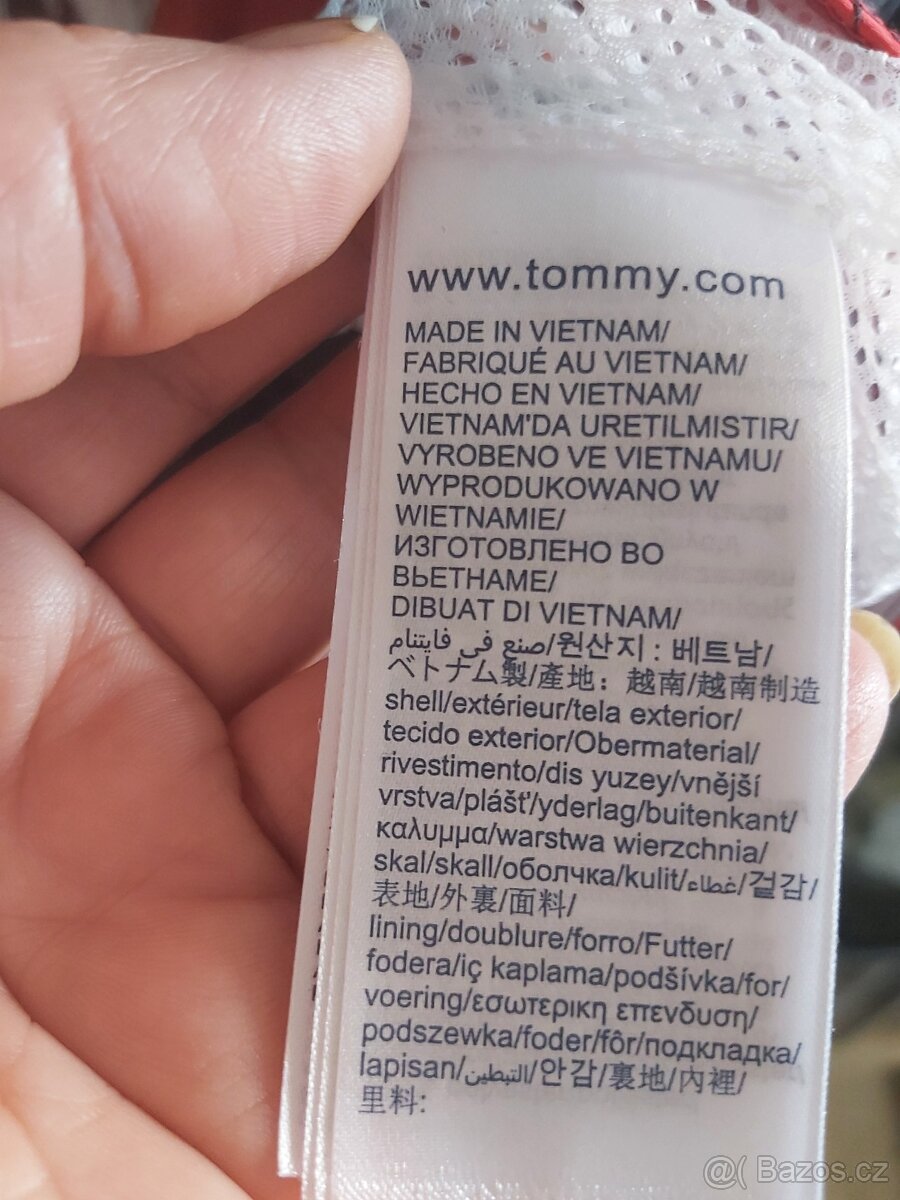 www.tommy.com
MADE IN VIETNAM/
FABRIQUÉ AU VIETNAM/
HECHO EN VIETNAM/
VIETNAM'DA URETILMISTIR/
VYROBENO VE VIETNAMU/
WYPRODUKOWANO W
WIETNAMIE/
ИЗГОТОВЛЕНО ВО
ВЬЕТНАМЕ/
DIBUAT DI VIETNAM/
صنع في فايتنام/원산지 : 베트남/
ベトナム製/產地：越南/越南制造
shell/extérieur/tela exterior/
tecido exterior/Obermaterial/
rivestimento/dis yuzey/vnější
vrstva/plášt'/yderlag/buitenkant/
καλυμμα/warstwa wierzchnia/
skal/skall/оболчка/kulit/غطاء/겉감/
表地/外裏/面料/
lining/doublure/forro/Futter/
fodera/iç kaplama/podšívka/for/
voering/εσωτερικη επενδυση/
podszewka/foder/fôr/подкладка/
lapisan/التبطين/안감/裏地/內裡/
里料:
@( Bazos.cz